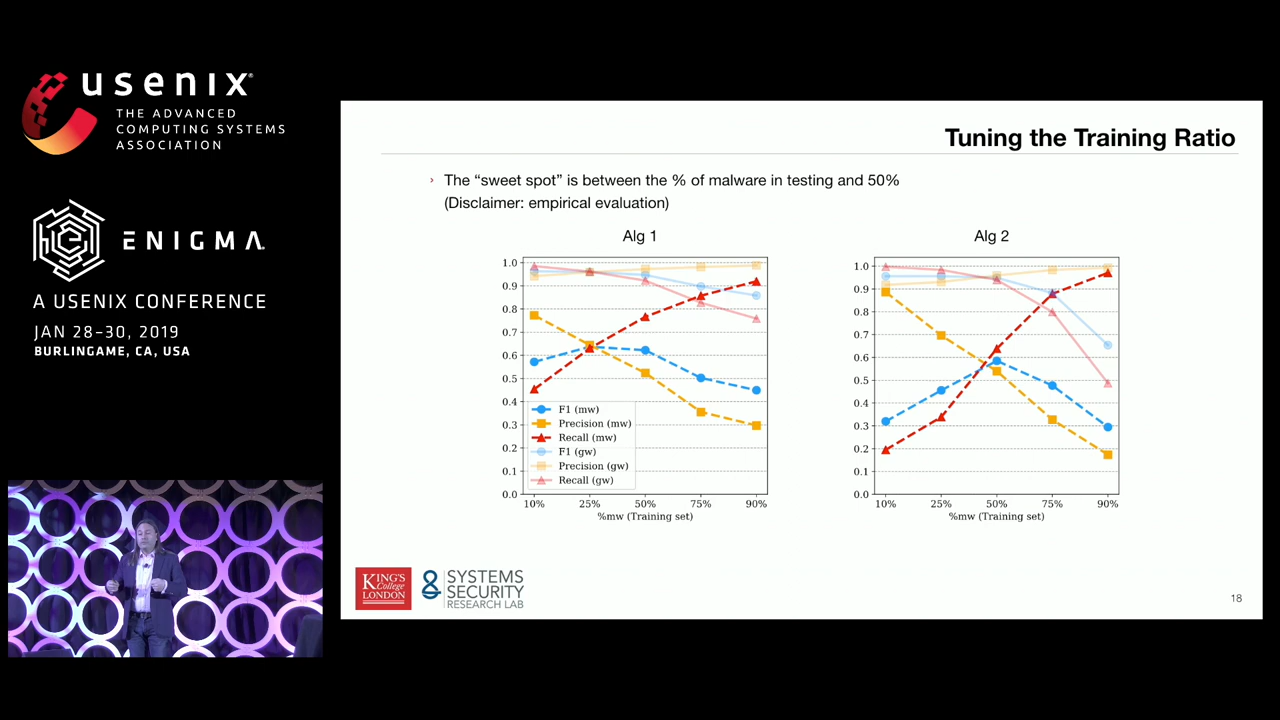 usenix®
THE ADVANCED
COMPUTING SYSTEMS
ASSOCIATION
ENIGMA
A USENIX CONFERENCE
JAN 28–30, 2019
BURLINGAME, CA, USA
Tuning the Training Ratio
› The “sweet spot” is between the % of malware in testing and 50%
(Disclaimer: empirical evaluation)
Alg 1
1.0
0.9
0.8
0.7
0.6
0.5
0.4
0.3
0.2
0.1
0.0
F1 (mw)
Precision (mw)
Recall (mw)
F1 (gw)
Precision (gw)
Recall (gw)
10% 25% 50% 75% 90%
%mw (Training set)
Alg 2
1.0
0.9
0.8
0.7
0.6
0.5
0.4
0.3
0.2
0.1
0.0
10% 25% 50% 75% 90%
%mw (Training set)
KING'S
College
LONDON
SYSTEMS
SECURITY
RESEARCH LAB
18